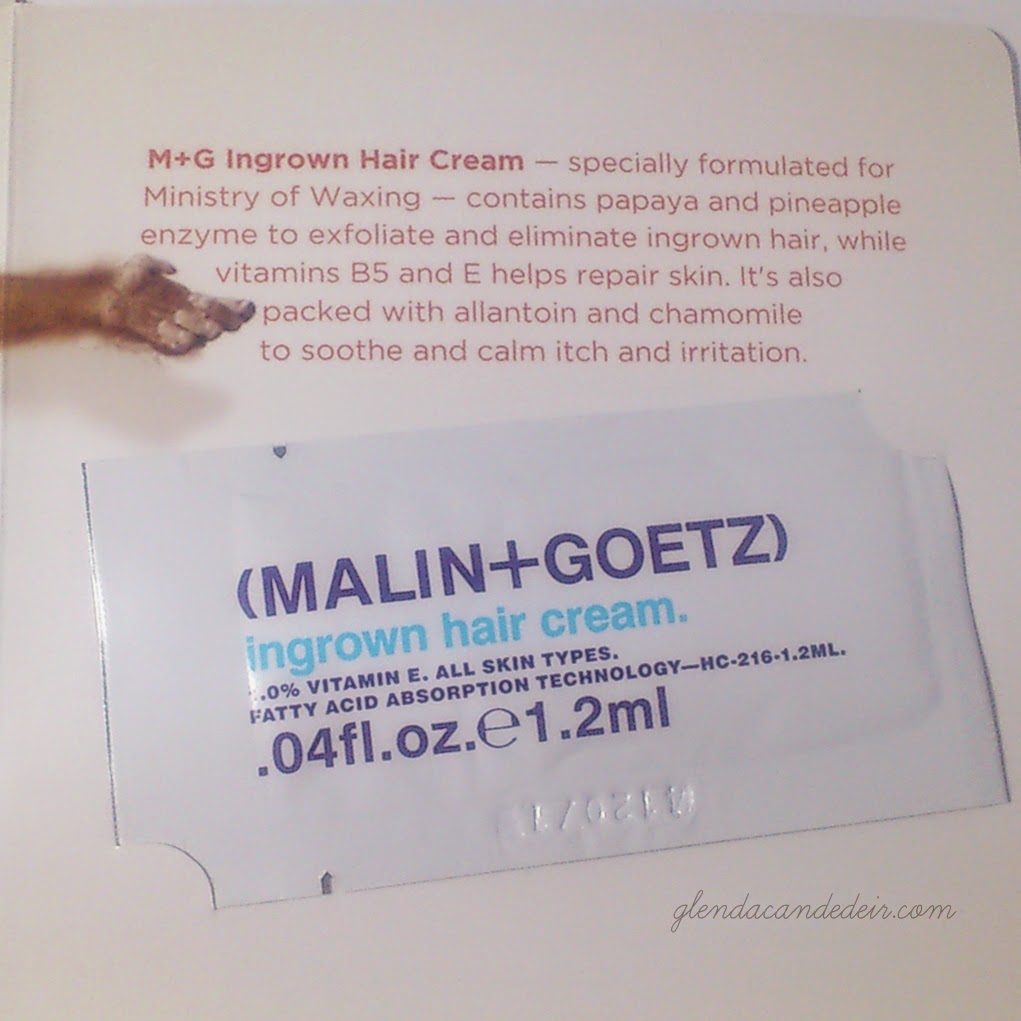 M+G Ingrown Hair Cream — specially formulated for
Ministry of Waxing — contains papaya and pineapple
enzyme to exfoliate and eliminate ingrown hair, while
vitamins B5 and E helps repair skin. It's also
packed with allantoin and chamomile
to soothe and calm itch and irritation.
(MALIN+GOETZ)
ingrown hair cream.
.0% VITAMIN E. ALL SKIN TYPES.
FATTY ACID ABSORPTION TECHNOLOGY—HC-216-1.2ML.
.04fl.oz.℮1.2ml
glendacandedeir.com